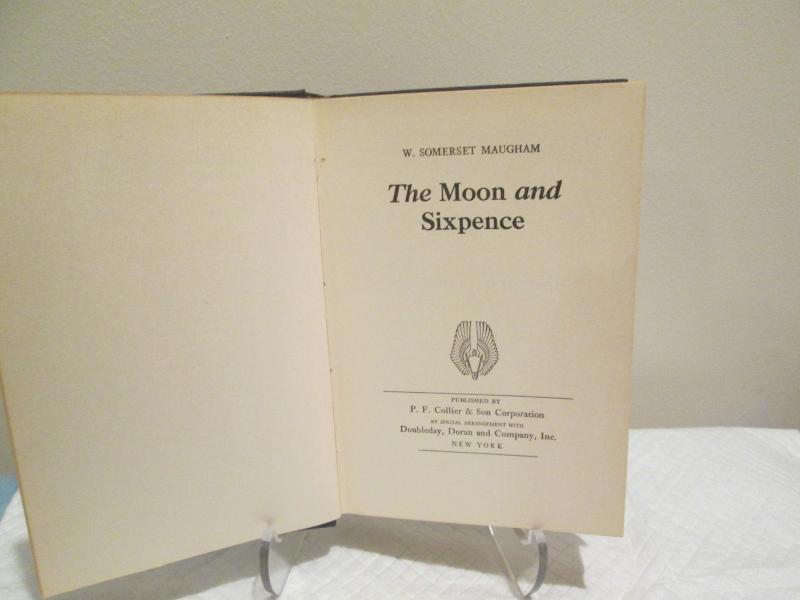 W. SOMERSET MAUGHAM
The Moon and
Sixpence
PUBLISHED BY
P. F. Collier & Son Corporation
BY SPECIAL ARRANGEMENT WITH
Doubleday, Doran and Company, Inc.
NEW YORK